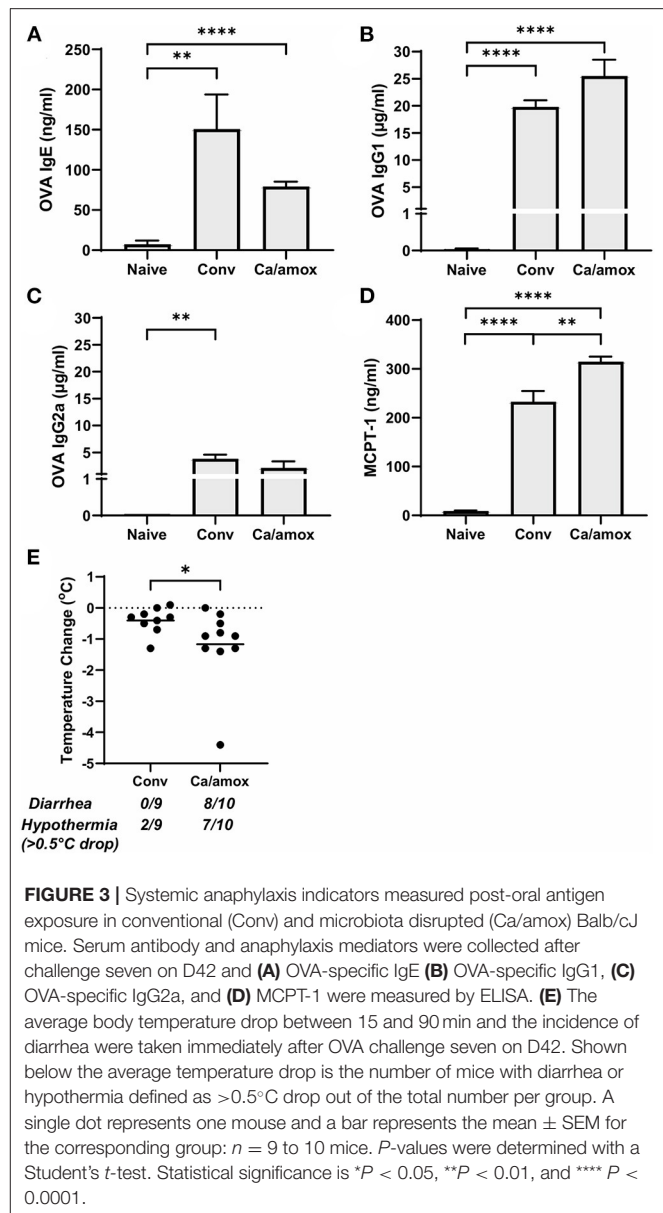 A
OVA IgE (ng/ml)
250
200
150
100
50
0
**
****
Naive Conv Ca/amox
B
OVA IgG1 (µg/ml)
30
25
20
15
10
5
1
0
****
****
Naive Conv Ca/amox
C
OVA IgG2a (µg/ml)
30
25
20
15
10
5
1
0
**
Naive Conv Ca/amox
D
MCPT-1 (ng/ml)
400
300
200
100
0
****
****
**
Naive Conv Ca/amox
E
Temperature Change (°C)
1
0
-1
-2
-3
-4
-5
*
Conv Ca/amox
Diarrhea 0/9 8/10
Hypothermia 2/9 7/10
(>0.5°C drop)
FIGURE 3 | Systemic anaphylaxis indicators measured post-oral antigen
exposure in conventional (Conv) and microbiota disrupted (Ca/amox) Balb/cJ
mice. Serum antibody and anaphylaxis mediators were collected after
challenge seven on D42 and (A) OVA-specific IgE (B) OVA-specific IgG1, (C)
OVA-specific IgG2a, and (D) MCPT-1 were measured by ELISA. (E) The
average body temperature drop between 15 and 90 min and the incidence of
diarrhea were taken immediately after OVA challenge seven on D42. Shown
below the average temperature drop is the number of mice with diarrhea or
hypothermia defined as >0.5°C drop out of the total number per group. A
single dot represents one mouse and a bar represents the mean ± SEM for
the corresponding group: n = 9 to 10 mice. P-values were determined with a
Student's t-test. Statistical significance is *P < 0.05, **P < 0.01, and **** P <
0.0001.